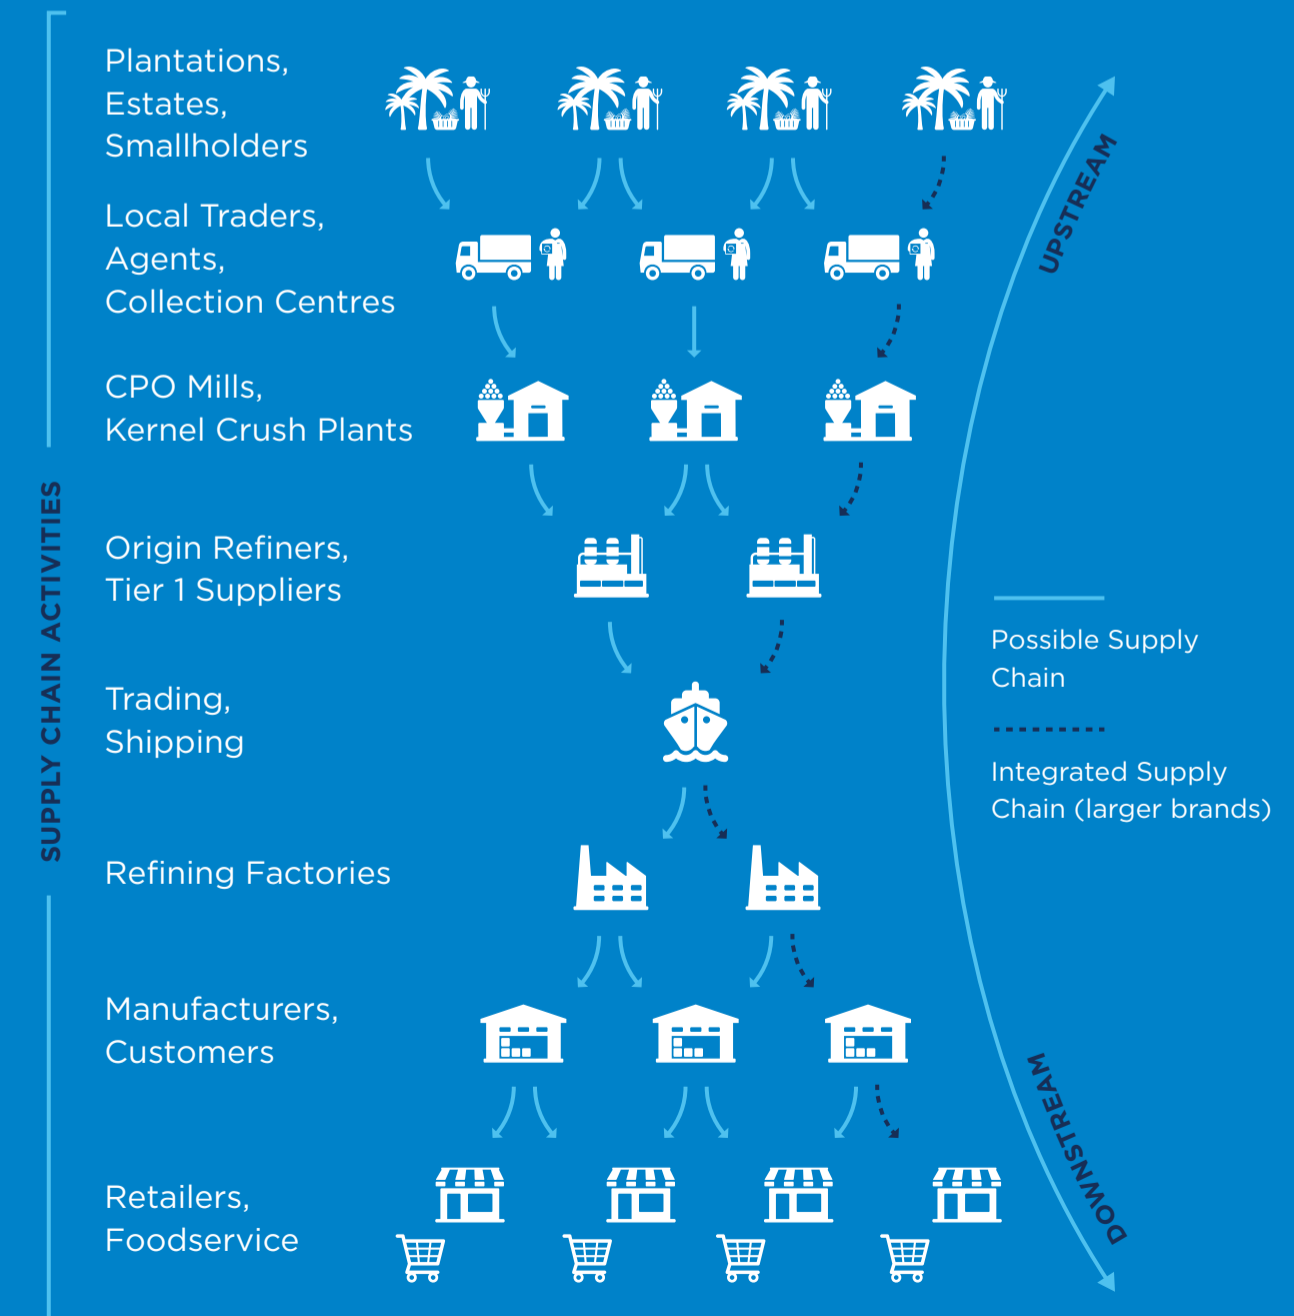 Plantations,
Estates,
Smallholders
Local Traders,
Agents,
Collection Centres
CPO Mills,
Kernel Crush Plants
Origin Refiners,
Tier 1 Suppliers
Trading,
Shipping
Refining Factories
Manufacturers,
Customers
Retailers,
Foodservice
SUPPLY CHAIN ACTIVITIES
UPSTREAM
Possible Supply
Chain
Integrated Supply
Chain (larger brands)
DOWNSTREAM